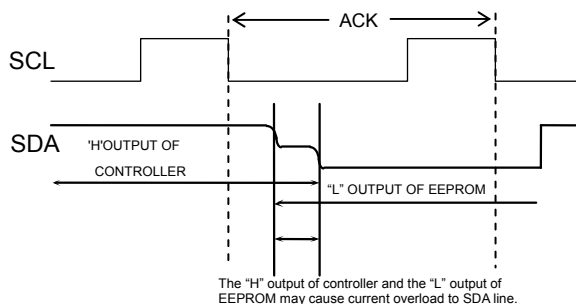 ACK
SCL
SDA
'H'OUTPUT OF
CONTROLLER
“L” OUTPUT OF EEPROM
The “H” output of controller and the “L” output of
EEPROM may cause current overload to SDA line.